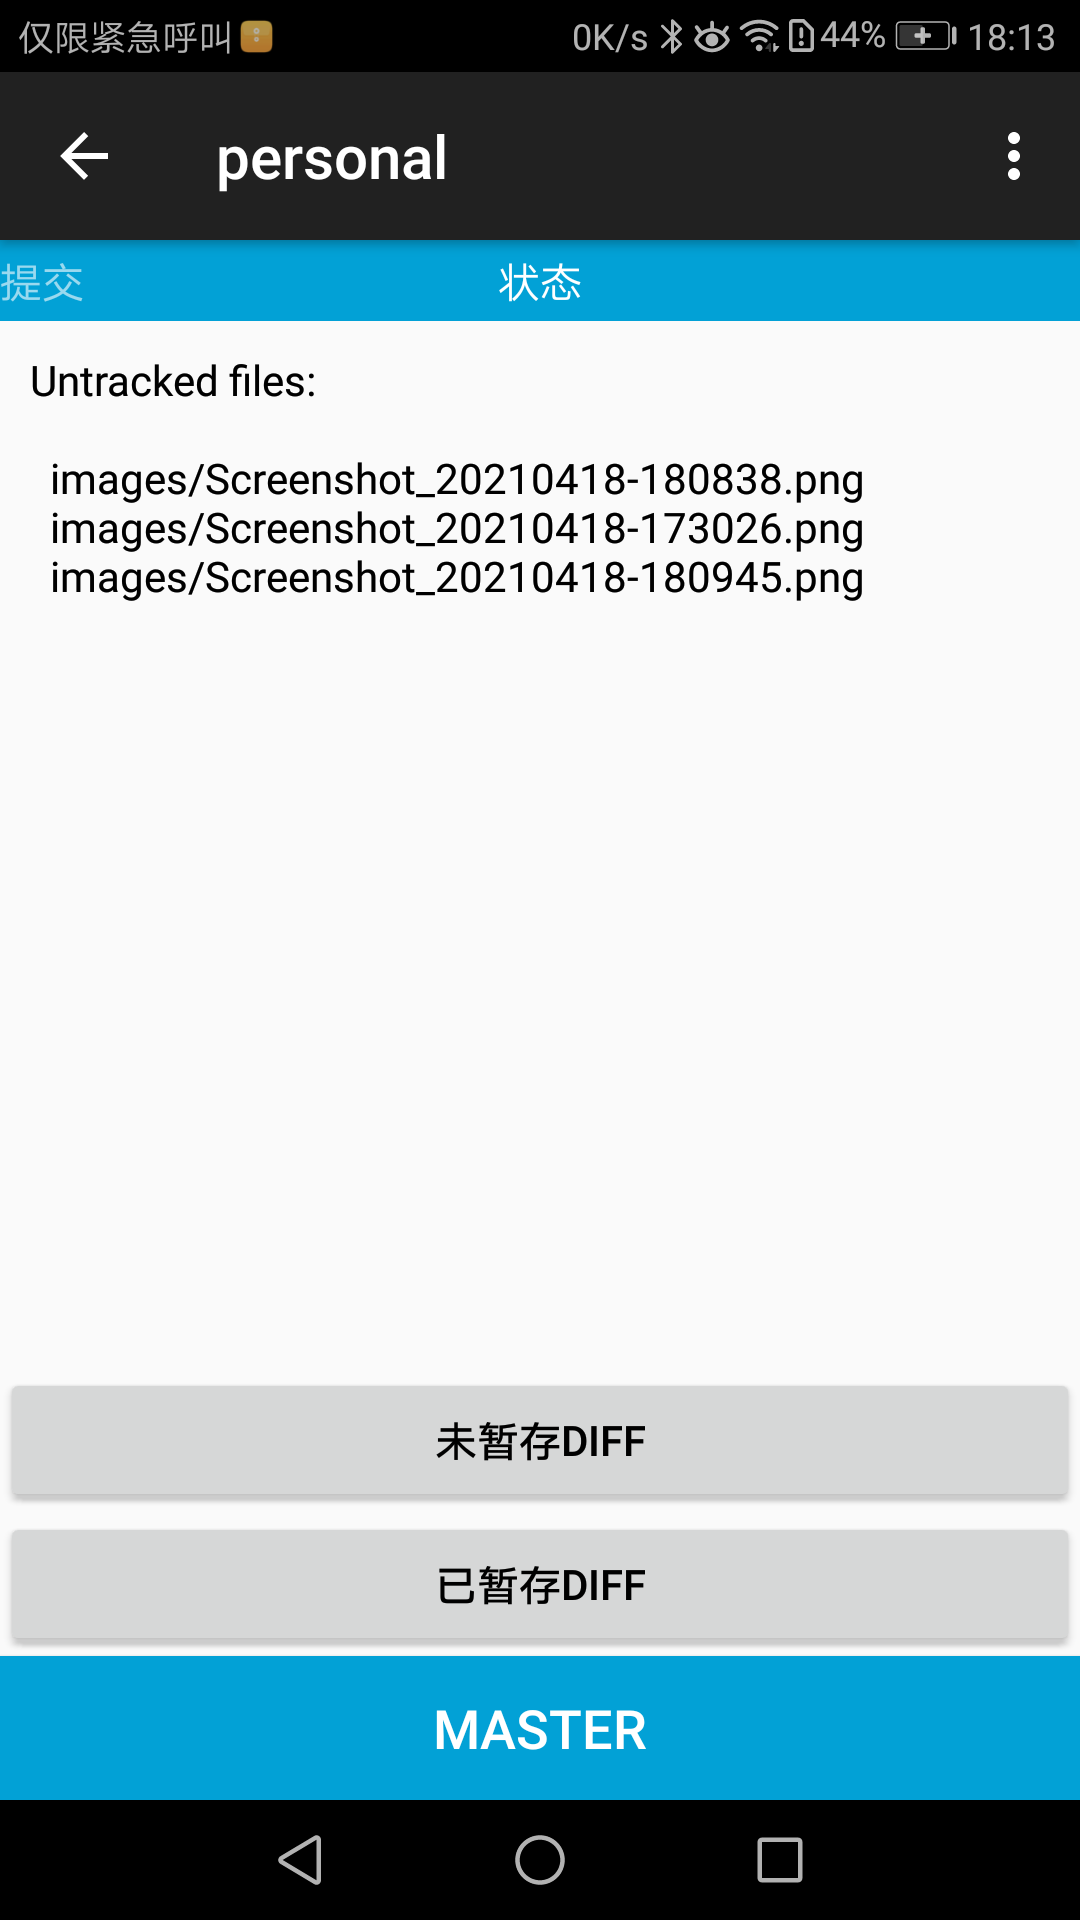 仅限紧急呼叫 0K/s 44% 18:13
personal
提交 状态
Untracked files:
images/Screenshot_20210418-180838.png
images/Screenshot_20210418-173026.png
images/Screenshot_20210418-180945.png
未暂存DIFF
已暂存DIFF
MASTER